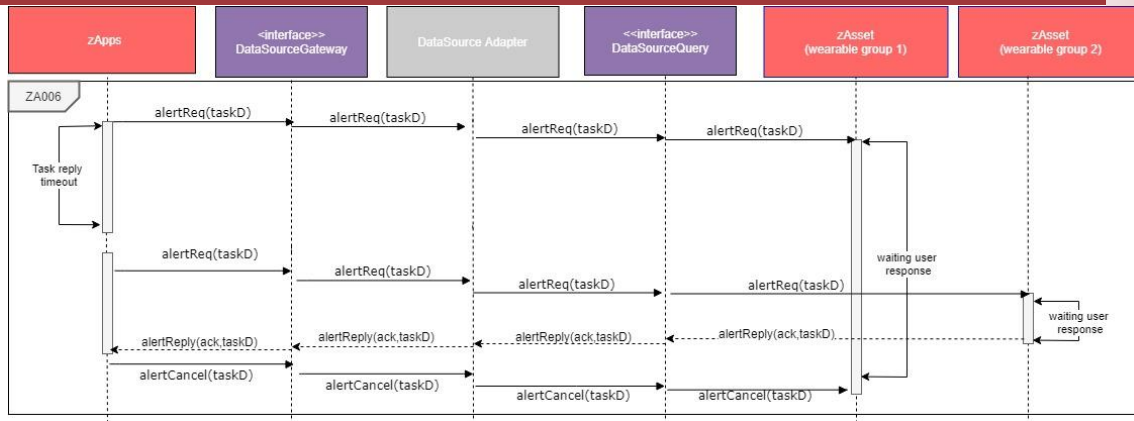 zApps
<interface>>
DataSourceGateway
DataSource Adapter
<<interface>>
DataSourceQuery
zAsset
(wearable group 1)
zAsset
(wearable group 2)
ZA006
alertReq(taskD)
alertReq(taskD)
alertReq(taskD)
alertReq(taskD)
Task reply
timeout
waiting user
response
alertReq(taskD)
alertReq(taskD)
alertReq(taskD)
alertReq(taskD)
waiting user
response
alertReply(ack,taskD)
alertReply(ack,taskD)
alertReply(ack,taskD)
alertReply(ack,taskD)
alertCancel(taskD)
alertCancel(taskD)
alertCancel(taskD)
alertCancel(taskD)